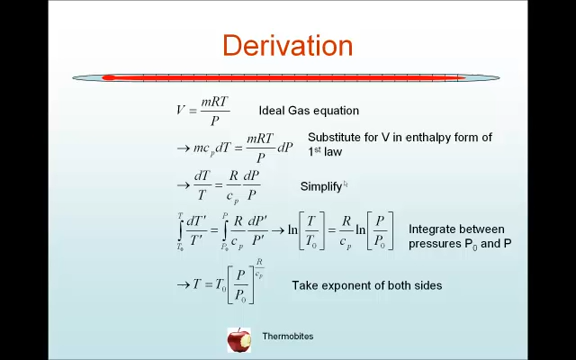 Derivation
V = mRT/P Ideal Gas equation
→ mc_p dT = mRT/P dP Substitute for V in enthalpy form of
1st law
→ dT/T = R/c_p dP/P Simplify
∫_{T_0}^{T} dT'/T' = ∫_{P_0}^{P} R/c_p dP'/P' → ln[T/T_0] = R/c_p ln[P/P_0] Integrate between
pressures P_0 and P
→ T = T_0 [P/P_0]^{R/c_p} Take exponent of both sides
Thermobites